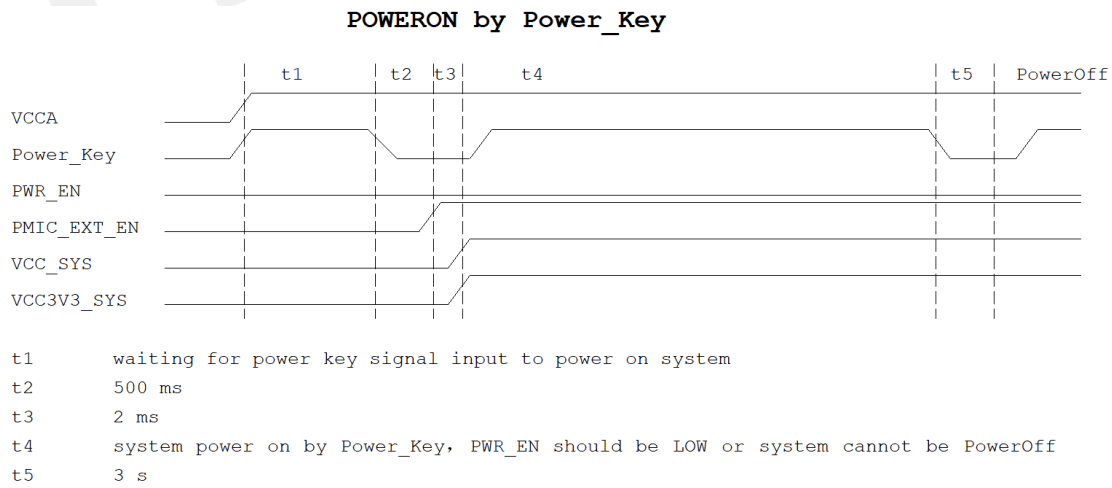 POWERON by Power_Key
t1 t2 t3 t4 t5 PowerOff
VCCA
Power_Key
PWR_EN
PMIC_EXT_EN
VCC_SYS
VCC3V3_SYS
t1 waiting for power key signal input to power on system
t2 500 ms
t3 2 ms
t4 system power on by Power_Key, PWR_EN should be LOW or system cannot be PowerOff
t5 3 s